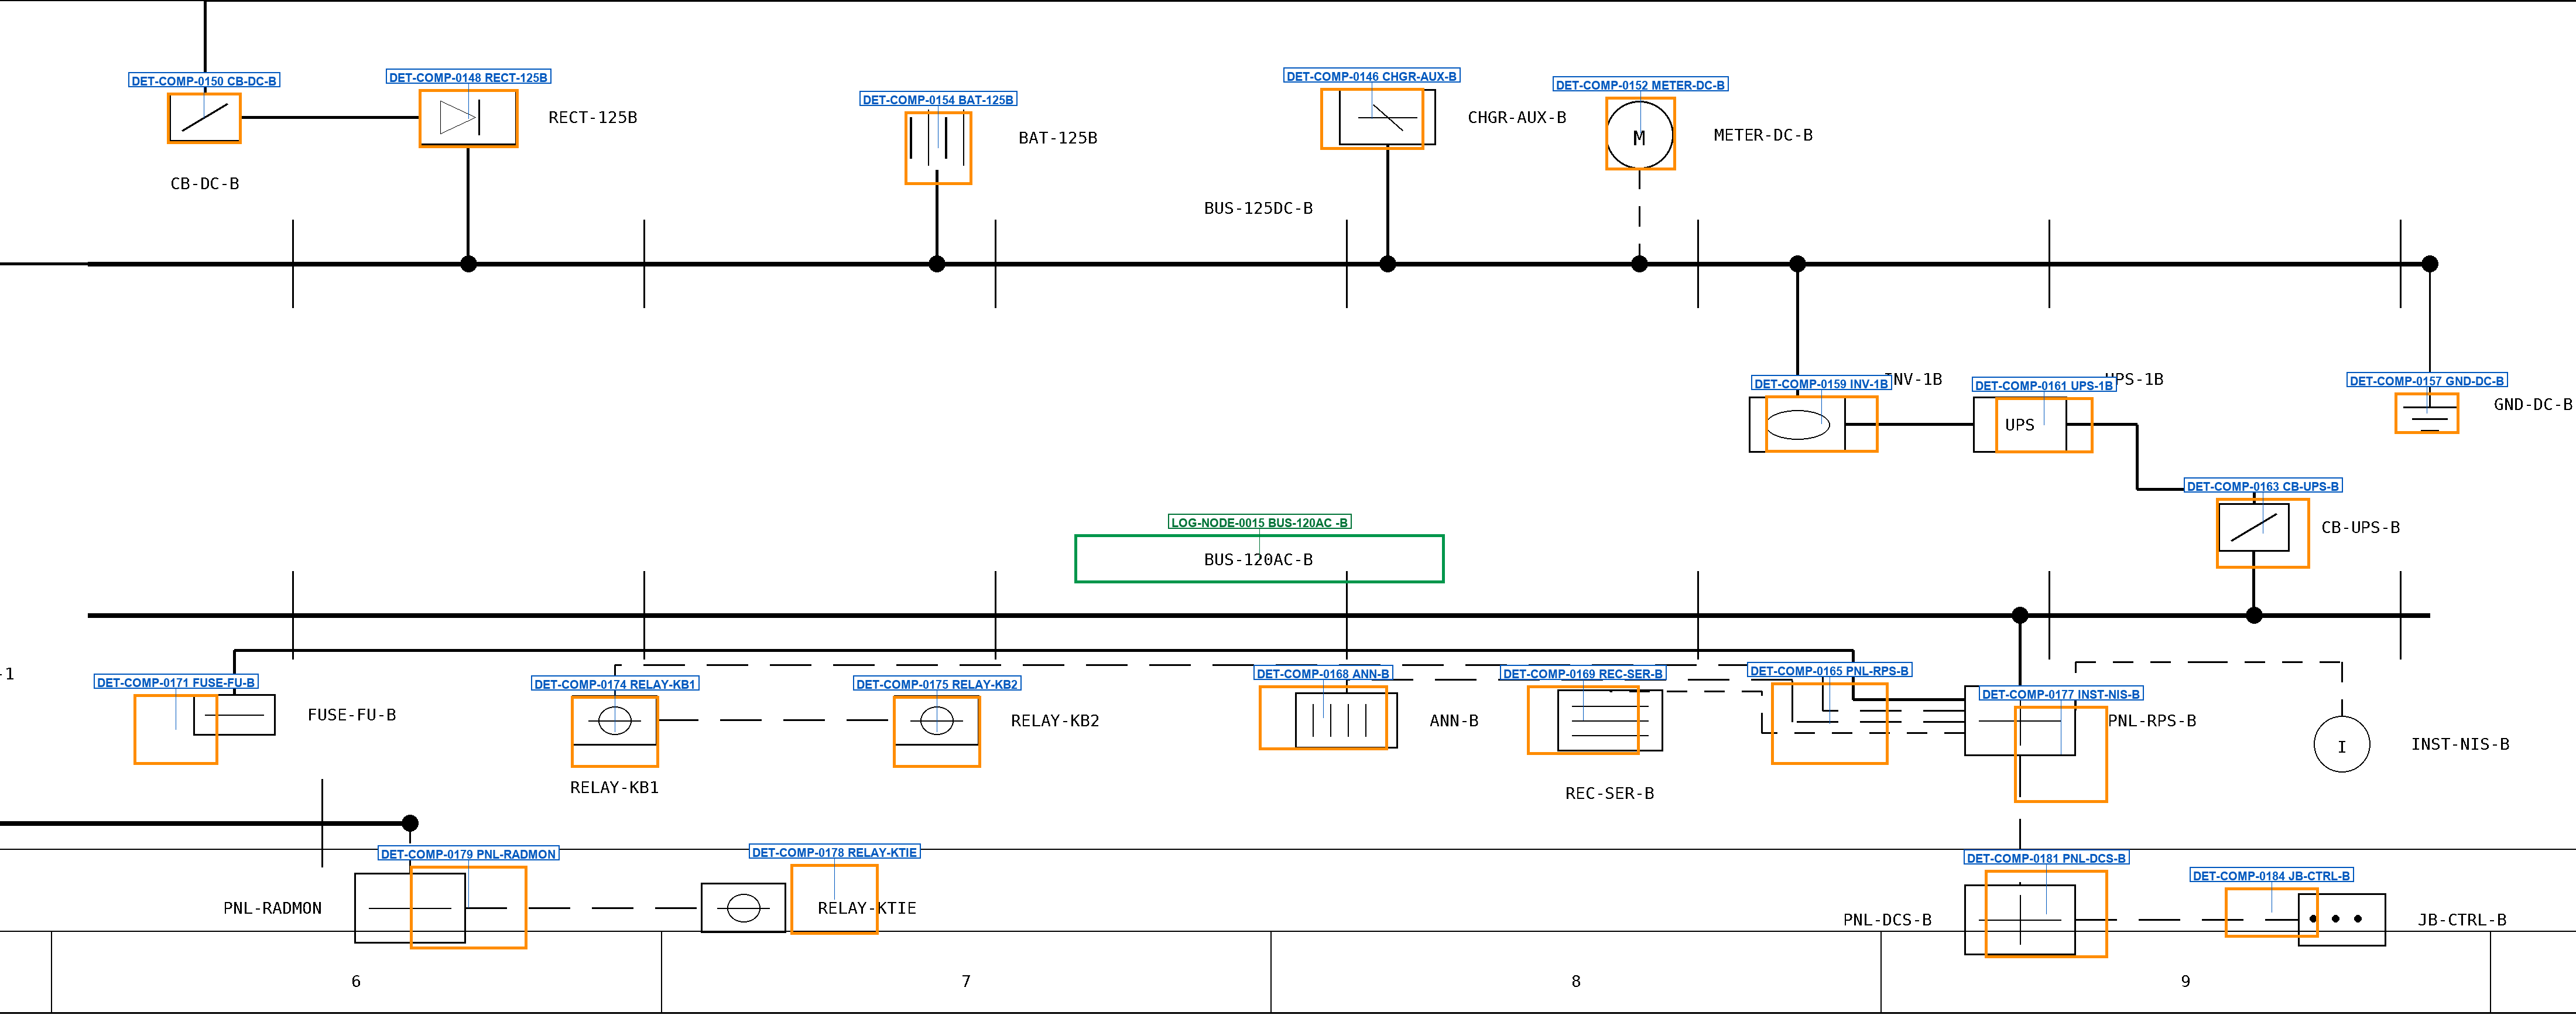 DET-COMP-0150 CB-DC-B
DET-COMP-0148 RECT-125B
DET-COMP-0154 BAT-125B
DET-COMP-0146 CHGR-AUX-B
DET-COMP-0152 METER-DC-B
RECT-125B
BAT-125B
CHGR-AUX-B
M
METER-DC-B
CB-DC-B
BUS-125DC-B
DET-COMP-0159 INV-1B
INV-1B
DET-COMP-0161 UPS-1B
UPS-1B
DET-COMP-0157 GND-DC-B
GND-DC-B
UPS
DET-COMP-0163 CB-UPS-B
CB-UPS-B
LOG-NODE-0015 BUS-120AC -B
BUS-120AC-B
-1
DET-COMP-0171 FUSE-FU-B
FUSE-FU-B
DET-COMP-0174 RELAY-KB1
DET-COMP-0175 RELAY-KB2
RELAY-KB2
DET-COMP-0168 ANN-B
ANN-B
DET-COMP-0169 REC-SER-B
DET-COMP-0165 PNL-RPS-B
DET-COMP-0177 INST-NIS-B
PNL-RPS-B
I
INST-NIS-B
RELAY-KB1
REC-SER-B
DET-COMP-0179 PNL-RADMON
DET-COMP-0178 RELAY-KTIE
DET-COMP-0181 PNL-DCS-B
DET-COMP-0184 JB-CTRL-B
PNL-RADMON
RELAY-KTIE
PNL-DCS-B
JB-CTRL-B
6
7
8
9